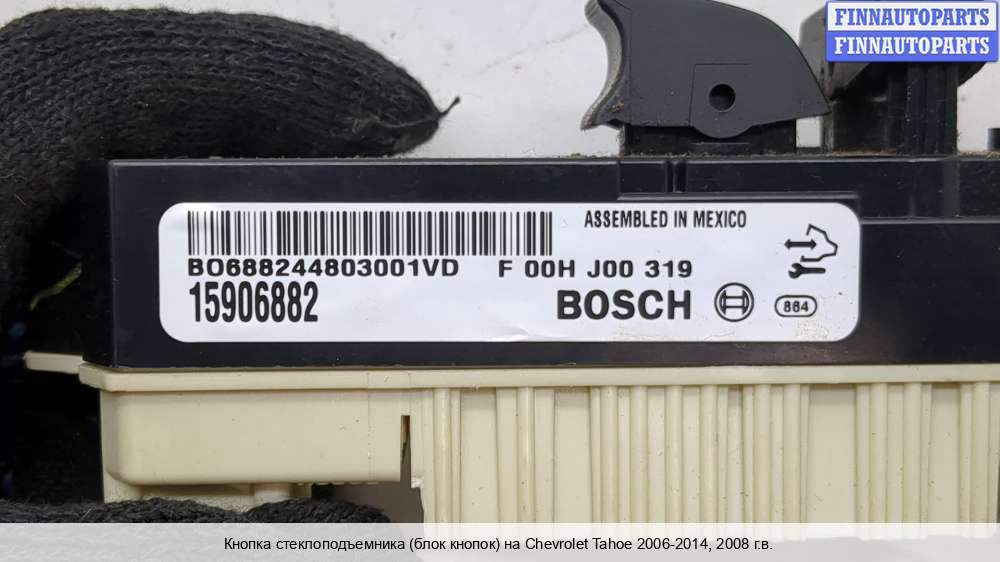 FINNAUTOPARTS
FINNAUTOPARTS
ASSEMBLED IN MEXICO
BO688244803001VD F 00H J00 319
15906882 BOSCH 884
Кнопка стеклоподъемника (блок кнопок) на Chevrolet Tahoe 2006-2014, 2008 г.в.